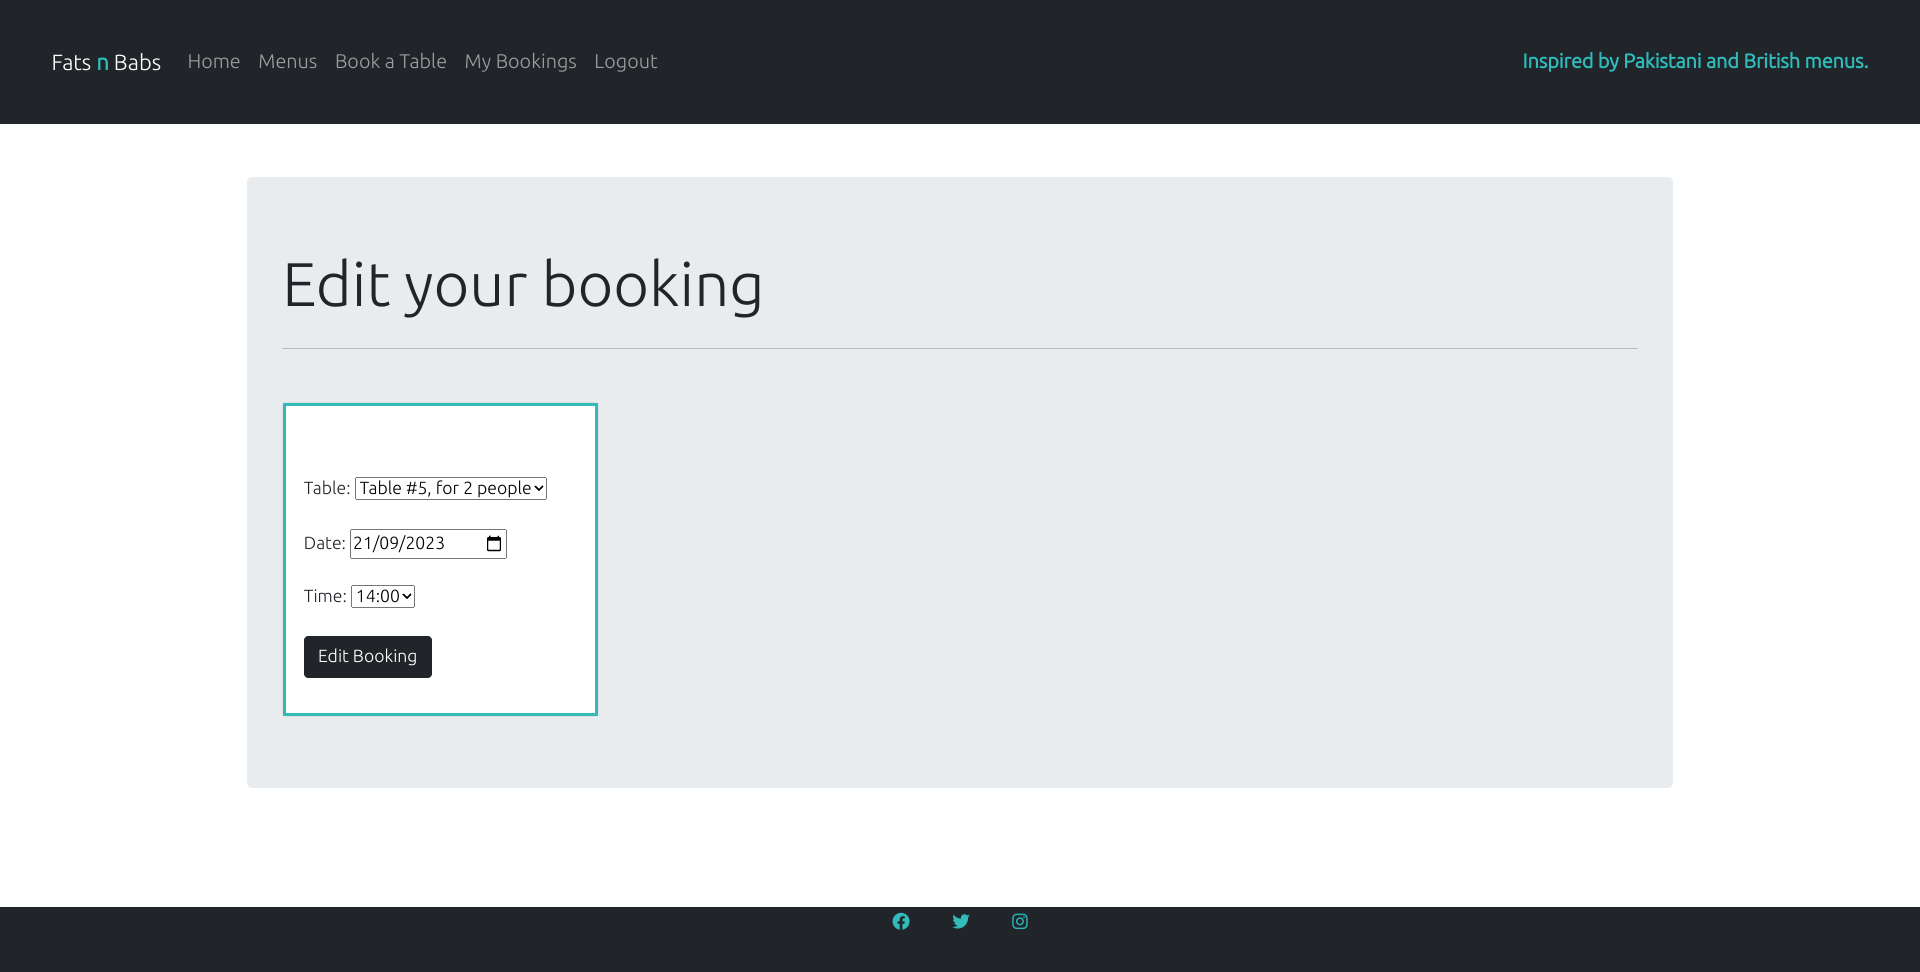 Fats n Babs Home Menus Book a Table My Bookings Logout Inspired by Pakistani and British menus.
Edit your booking
Table: Table #5, for 2 people
Date: 21/09/2023
Time: 14:00
Edit Booking